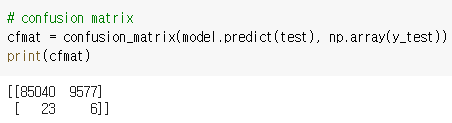 # confusion matrix
cfmat = confusion_matrix(model.predict(test), np.array(y_test))
print(cfmat)
[[85040 9577]
[ 23 6]]